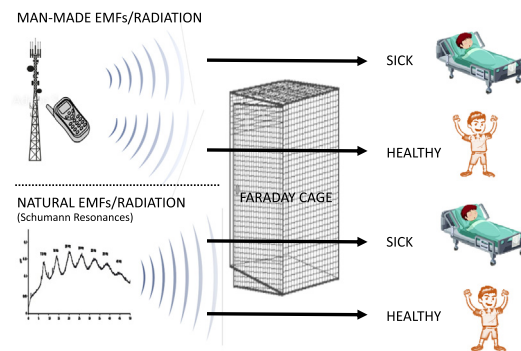 MAN-MADE EMFs/RADIATION
SICK
HEALTHY
NATURAL EMFs/RADIATION
(Schumann Resonances)
FARADAY CAGE
SICK
HEALTHY